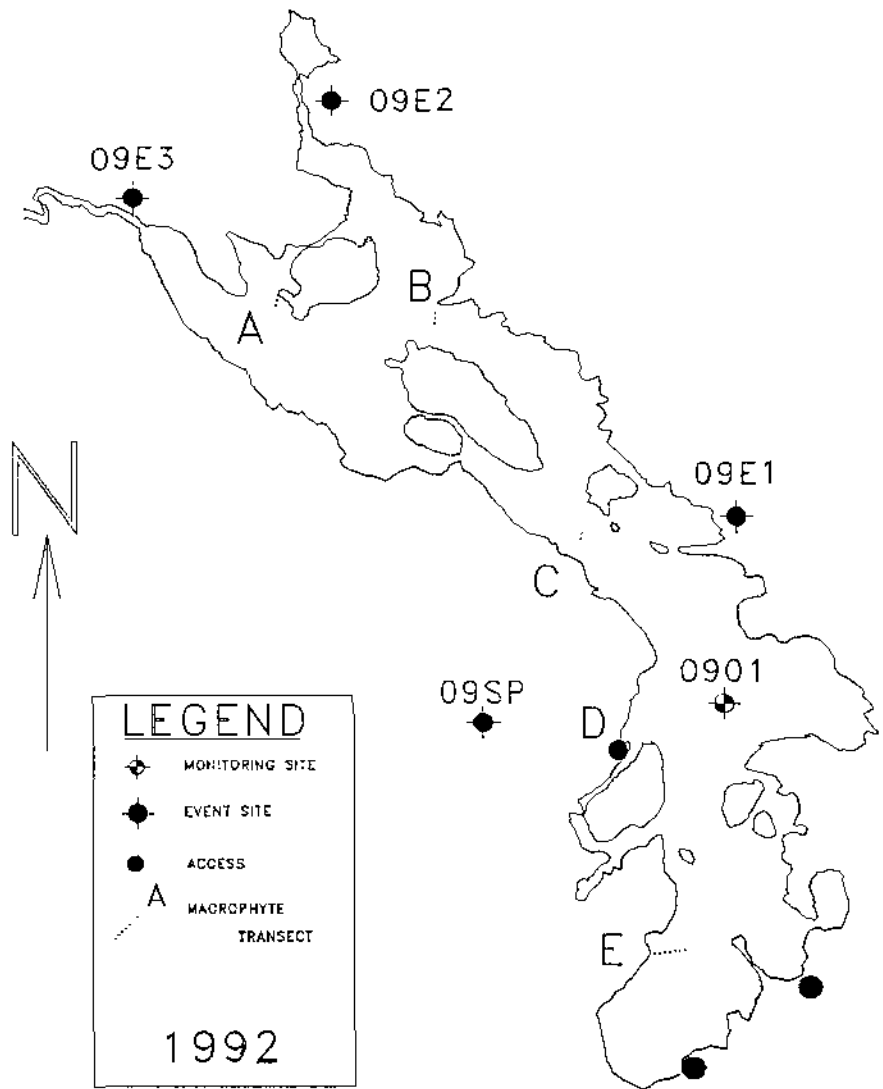 09E2
09E3
B
A
N
09E1
C
0901
09SP
D
LEGEND
MONITORING SITE
EVENT SITE
ACCESS
A
MACROPHYTE
TRANSECT
E
1992